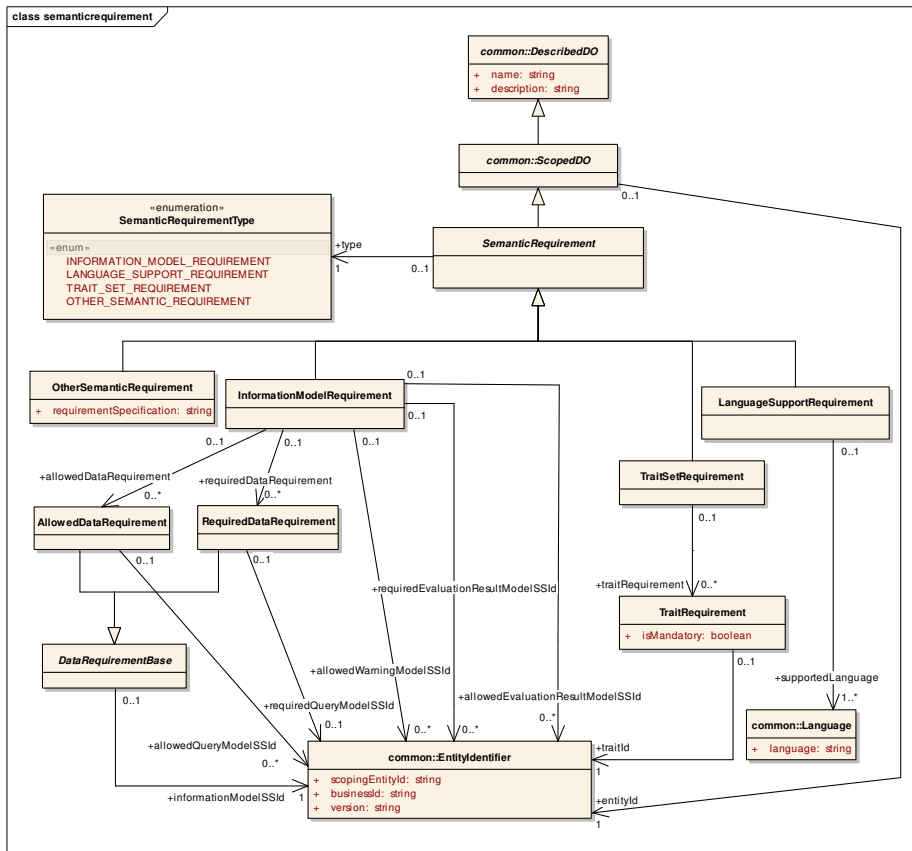 class semanticrequirement
common::DescribedDO
+ name: string
+ description: string
common::ScopedDO
0..1
«enumeration»
SemanticRequirementType
«enum»
INFORMATION_MODEL_REQUIREMENT
LANGUAGE_SUPPORT_REQUIREMENT
TRAIT_SET_REQUIREMENT
OTHER_SEMANTIC_REQUIREMENT
+type
1
0..1
SemanticRequirement
OtherSemanticRequirement
+ requirementSpecification: string
InformationModelRequirement
0..1
0..1
0..1
0..1
0..1
LanguageSupportRequirement
0..1
+allowedDataRequirement
0..*
+requiredDataRequirement
0..*
TraitSetRequirement
0..1
AllowedDataRequirement
0..1
RequiredDataRequirement
0..1
+requiredEvaluationResultModelSSId
+traitRequirement
0..*
TraitRequirement
+ isMandatory: boolean
0..1
DataRequirementBase
0..1
+allowedWarningModelSSId
+supportedLanguage
1..*
+allowedEvaluationResultModelSSId
+requiredQueryModelSSId
0..1
0..*
0..*
0..*
common::Language
+ language: string
+allowedQueryModelSSId
0..*
+informationModelSSId
1
common::EntityIdentifier
+ scopingEntityId: string
+ businessId: string
+ version: string
+traitId
1
+entityId
1